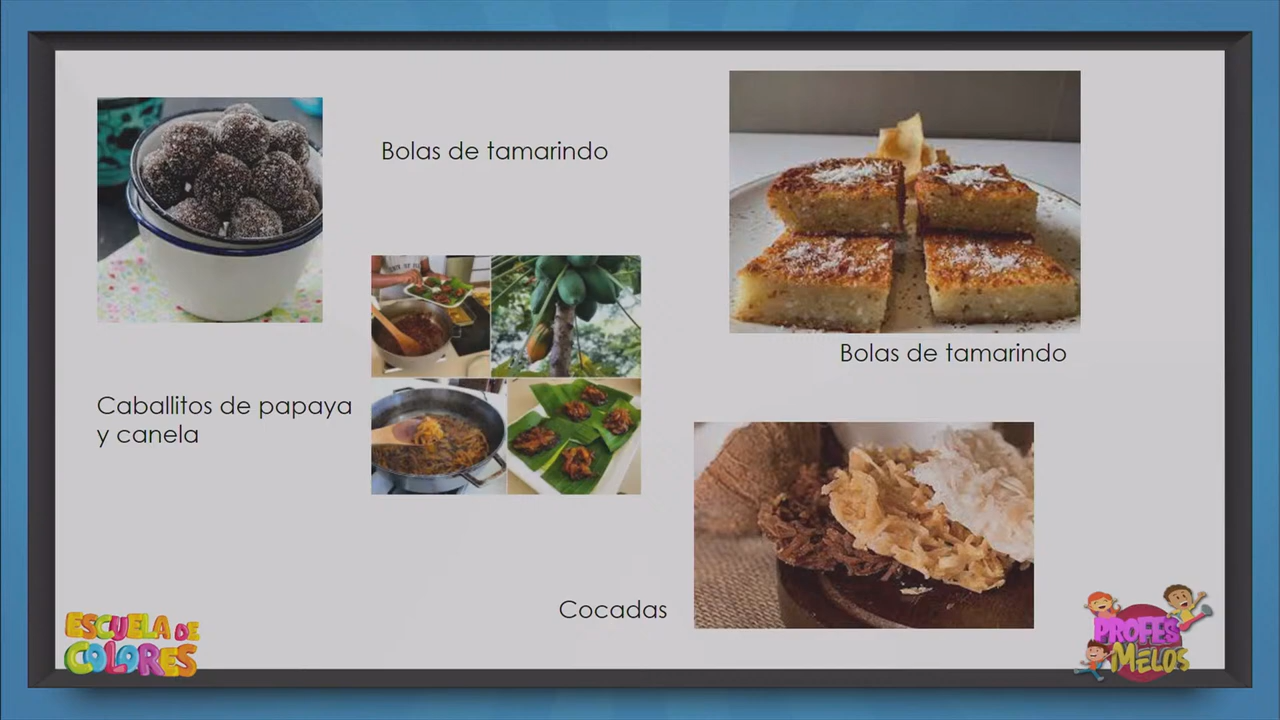 Bolas de tamarindo
Bolas de tamarindo
Caballitos de papaya
y canela
Cocadas
ESCUELA DE
COLORES
PROFES
MELOS